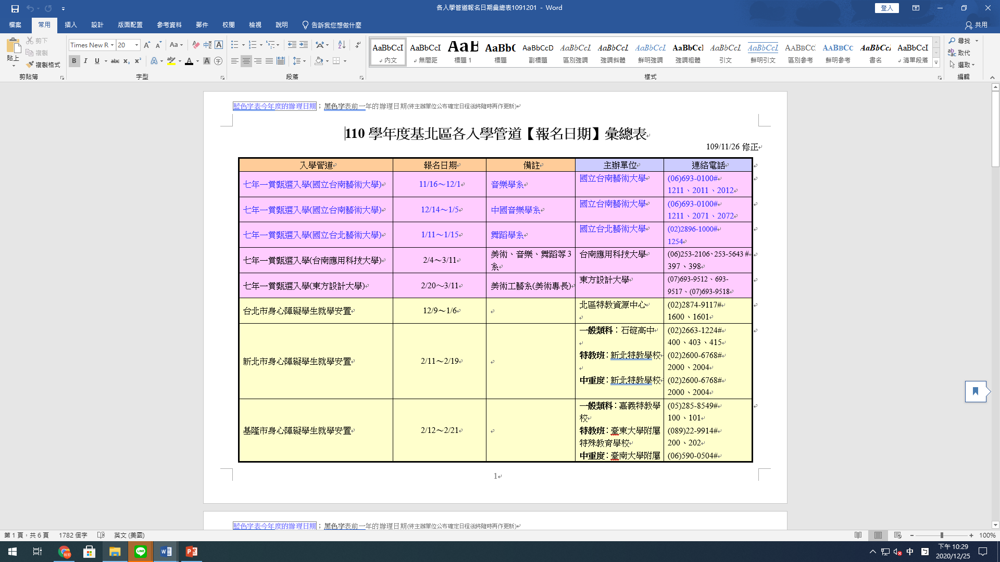 各入學管道報名日期彙總表1091201 - Word
登入
檔案 常用 插入 設計 版面配置 參考資料 郵件 校閱 檢視 說明 告訴我您想做什麼 共用
貼上
剪下
複製
複製格式
剪貼簿
Times New R 20
字型
段落
AaBbCcI 內文
AaBbCcI 無間距
標題 1
標題
AaBbCcD 副標題
AaBbCcL 區別強調
AaBbCcL 強調斜體
AaBbCcL 鮮明強調
AaBbCcI 強調粗體
AaBbCcL 引文
AaBbCcL 鮮明引文
區別參考
鮮明參考
AaBbCcL 書名
AaBbCcI 清單段落
樣式
尋找
取代
選取
編輯
藍色字表今年度的辦理日期；黑色字表前一年的辦理日期(待主辦單位公布確定日程後將隨時再作更新)
110 學年度基北區各入學管道【報名日期】彙總表
109/11/26 修正
入學管道 報名日期 備註 主辦單位 連絡電話
七年一貫甄選入學(國立台南藝術大學) 11/16～12/1 音樂學系 國立台南藝術大學 (06)693-0100#
1211、2011、2012
七年一貫甄選入學(國立台南藝術大學) 12/14～1/5 中國音樂學系 國立台南藝術大學 (06)693-0100#
1211、2071、2072
七年一貫甄選入學(國立台北藝術大學) 1/11～1/15 舞蹈學系 國立台北藝術大學 (02)2896-1000#
1254
七年一貫甄選入學(台南應用科技大學) 2/4～3/11 美術、音樂、舞蹈等 3
系 台南應用科技大學 (06)253-2106、253-5643 #
397、398
七年一貫甄選入學(東方設計大學) 2/20～3/11 美術工藝系(美術專長) 東方設計大學 (07)693-9512、693-
9517、(07)693-9518
台北市身心障礙學生就學安置 12/9～1/6 北區特教資源中心 (02)2874-9117#
1600、1601
新北市身心障礙學生就學安置 2/11～2/19 一般類科：石碇高中 (02)2663-1224#
400、403、415
特教班：新北特教學校 (02)2600-6768#
2000、2004
中重度：新北特教學校 (02)2600-6768#
2000、2004
基隆市身心障礙學生就學安置 2/12～2/21 一般類科：嘉義特教學
校 (05)285-8549#
100、101
特教班：臺東大學附屬
特殊教育學校 (089)22-9914#
200、202
中重度：臺南大學附屬 (06)590-0504#
1
藍色字表今年度的辦理日期；黑色字表前一年的辦理日期(待主辦單位公布確定日程後將隨時再作更新)
第 1 頁，共 6 頁 1782 個字 英文 (美國) 100%
中
下午 10:29
2020/12/25